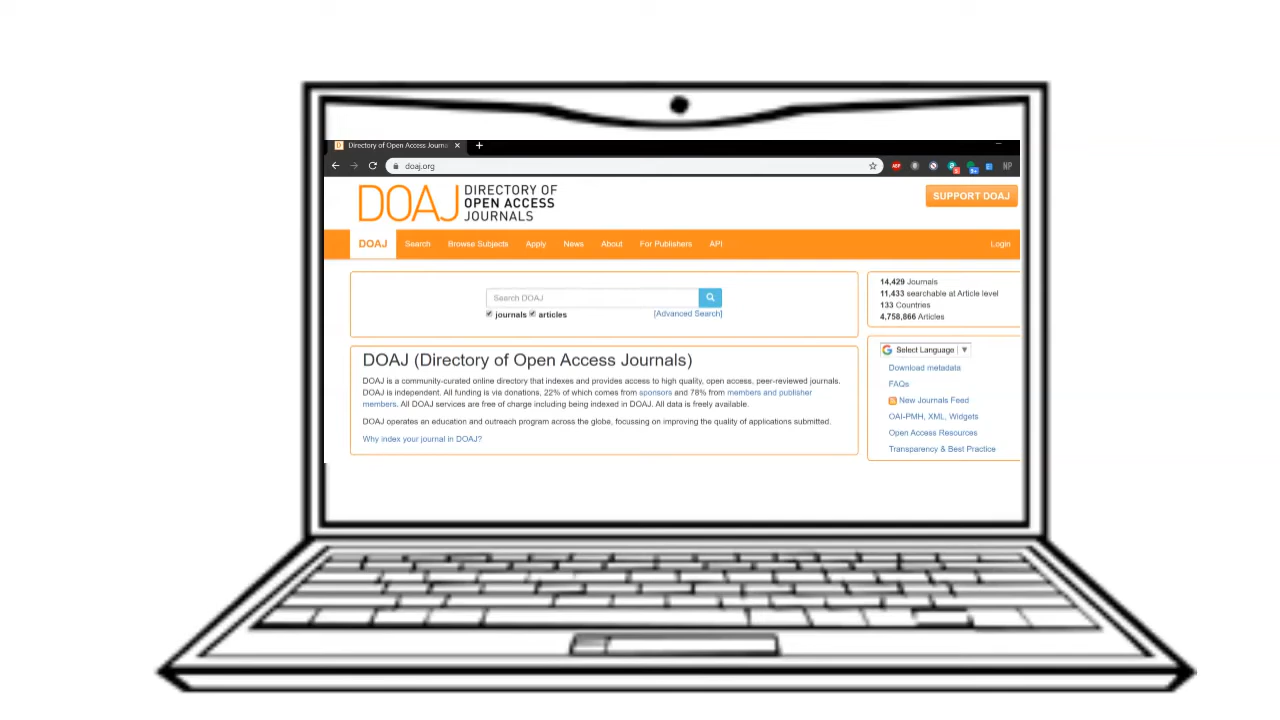 Directory of Open Access Journa
doaj.org
NP
DOAJ DIRECTORY OF
OPEN ACCESS
JOURNALS
SUPPORT DOAJ
DOAJ Search Browse Subjects Apply News About For Publishers API Login
Search DOAJ
journals articles [Advanced Search]
14,429 Journals
11,433 searchable at Article level
133 Countries
4,758,866 Articles
DOAJ (Directory of Open Access Journals)
DOAJ is a community-curated online directory that indexes and provides access to high quality, open access, peer-reviewed journals.
DOAJ is independent. All funding is via donations, 22% of which comes from sponsors and 78% from members and publisher
members. All DOAJ services are free of charge including being indexed in DOAJ. All data is freely available.
DOAJ operates an education and outreach program across the globe, focussing on improving the quality of applications submitted.
Why index your journal in DOAJ?
Select Language
Download metadata
FAQs
New Journals Feed
OAI-PMH, XML, Widgets
Open Access Resources
Transparency & Best Practice